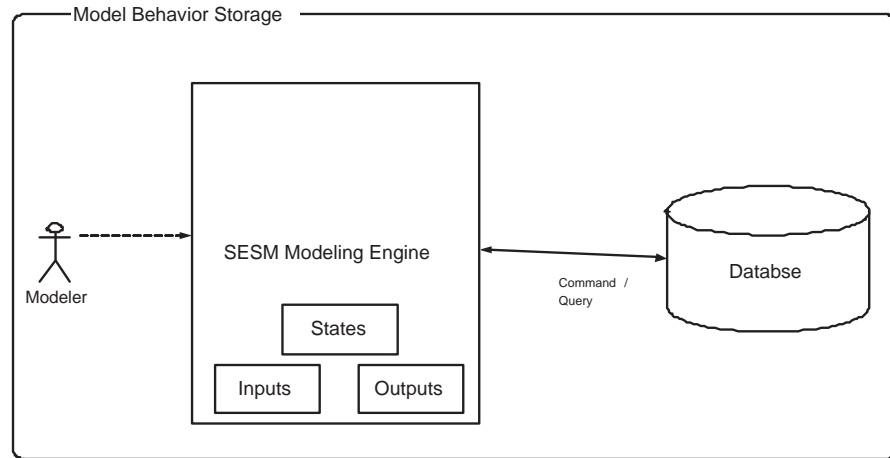 Model Behavior Storage
SESM Modeling Engine
Modeler
States
Inputs
Outputs
Command /
Query
Databse